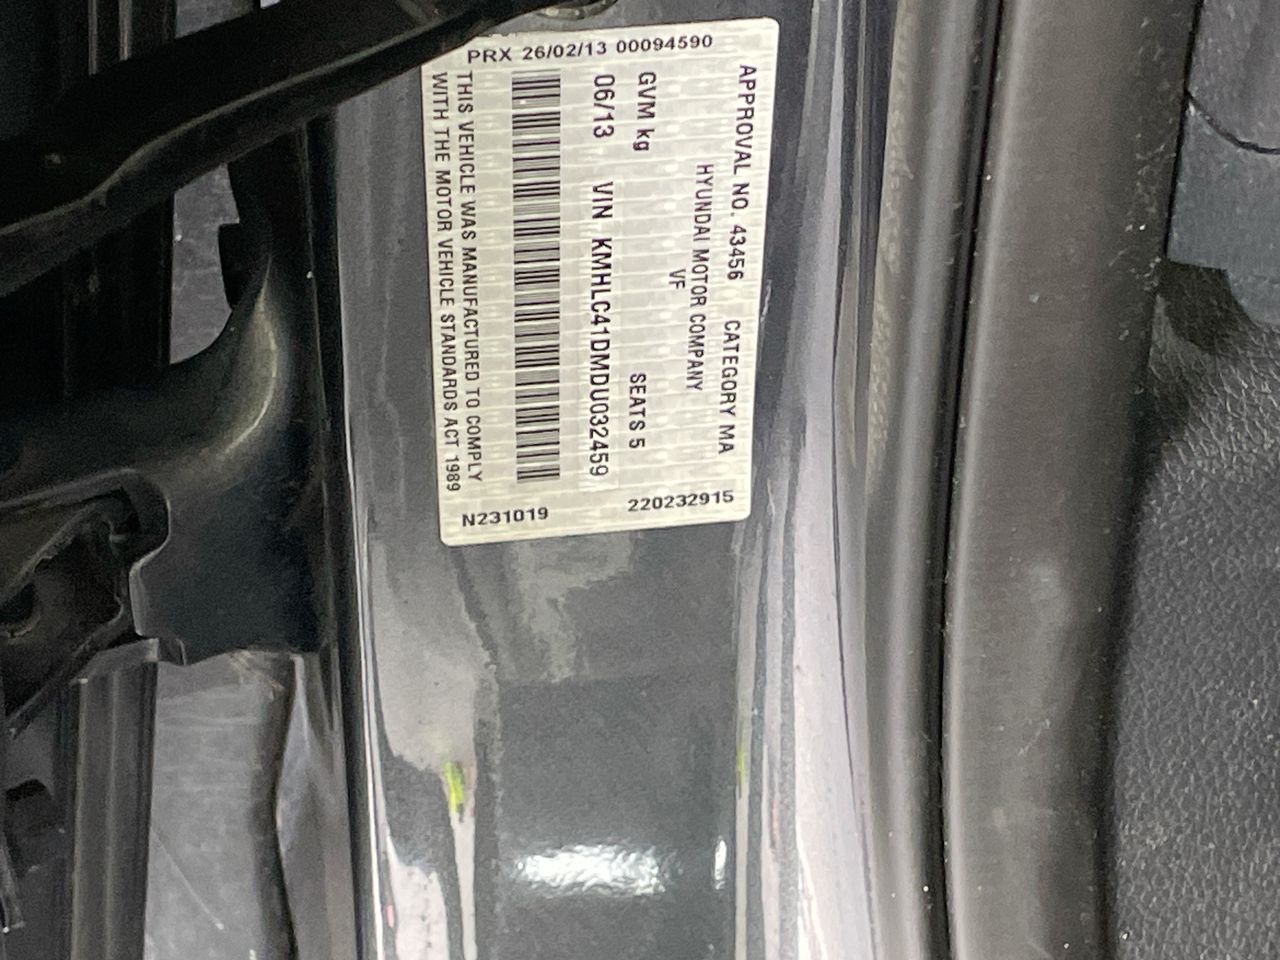 APPROVAL NO. 43456 CATEGORY MA
HYUNDAI MOTOR COMPANY
VF
GVM kg SEATS 5
06/13 VIN KMHLC41DMDU032459
THIS VEHICLE WAS MANUFACTURED TO COMPLY
WITH THE MOTOR VEHICLE STANDARDS ACT 1989
PRX 26/02/13 00094590
N231019 220232915